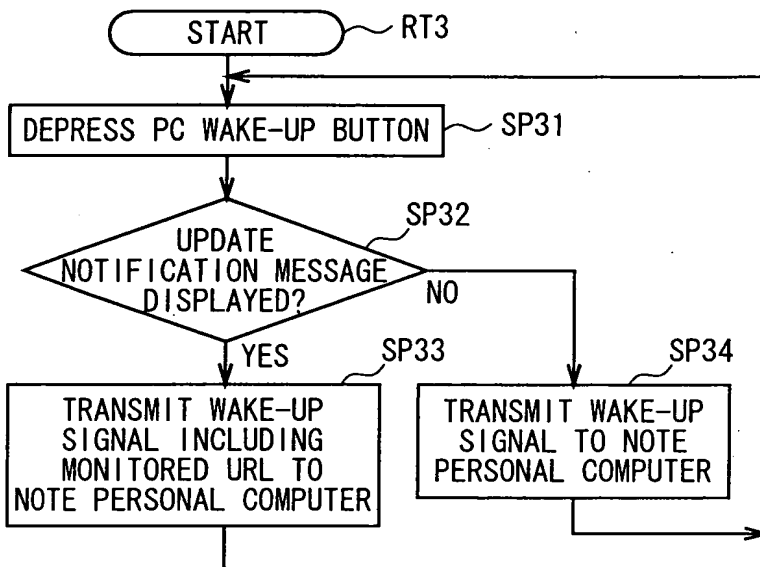 START
RT3
DEPRESS PC WAKE-UP BUTTON
SP31
SP32
UPDATE
NOTIFICATION MESSAGE
DISPLAYED?
NO
YES
SP33
TRANSMIT WAKE-UP
SIGNAL INCLUDING
MONITORED URL TO
NOTE PERSONAL COMPUTER
SP34
TRANSMIT WAKE-UP
SIGNAL TO NOTE
PERSONAL COMPUTER